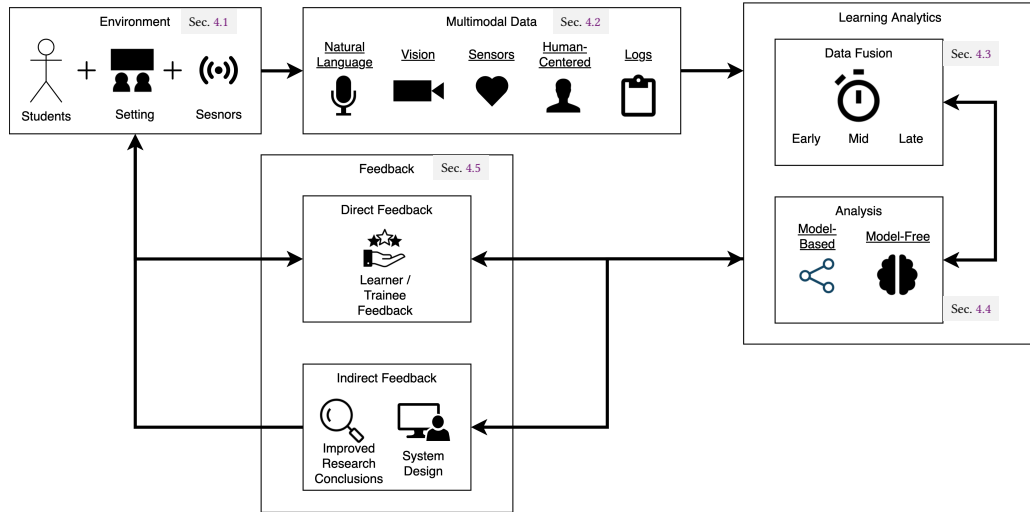 Environment
Sec. 4.1
Students
Setting
Sesnors
Multimodal Data
Sec. 4.2
Natural
Language
Vision
Sensors
Human-
Centered
Logs
Learning Analytics
Data Fusion
Sec. 4.3
Early
Mid
Late
Analysis
Model-
Based
Model-Free
Sec. 4.4
Feedback
Sec. 4.5
Direct Feedback
Learner /
Trainee
Feedback
Indirect Feedback
Improved
Research
Conclusions
System
Design